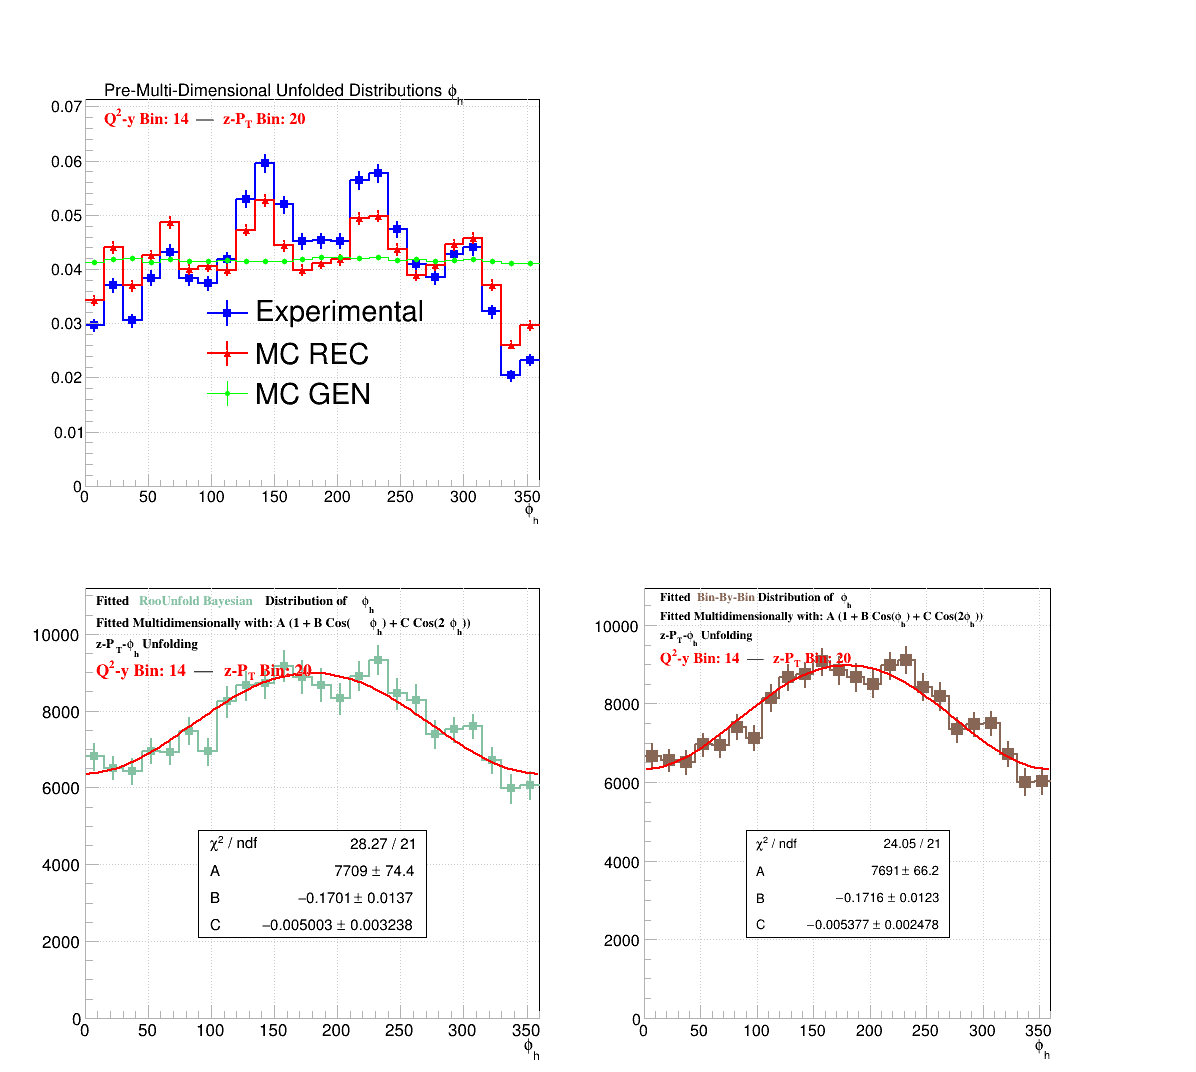 Pre-Multi-Dimensional Unfolded Distributions ϕh
Q²-y Bin: 14 — z-PT Bin: 20
0.07
0.06
0.05
0.04
0.03
0.02
0.01
0
Experimental
MC REC
MC GEN
0 50 100 150 200 250 300 350
ϕh
Fitted RooUnfold Bayesian Distribution of ϕh
Fitted Multidimensionally with: A (1 + B Cos( ϕh) + C Cos(2 ϕh))
z-PT-ϕh Unfolding
Q²-y Bin: 14 — z-PT Bin: 20
10000
8000
6000
4000
2000
0
χ² / ndf 28.27 / 21
A 7709 ± 74.4
B −0.1701 ± 0.0137
C −0.005003 ± 0.003238
0 50 100 150 200 250 300 350
ϕh
Fitted Bin-By-Bin Distribution of ϕh
Fitted Multidimensionally with: A (1 + B Cos(ϕh) + C Cos(2ϕh))
z-PT-ϕh Unfolding
Q²-y Bin: 14 — z-PT Bin: 20
10000
8000
6000
4000
2000
0
χ² / ndf 24.05 / 21
A 7691 ± 66.2
B −0.1716 ± 0.0123
C −0.005377 ± 0.002478
0 50 100 150 200 250 300 350
ϕh